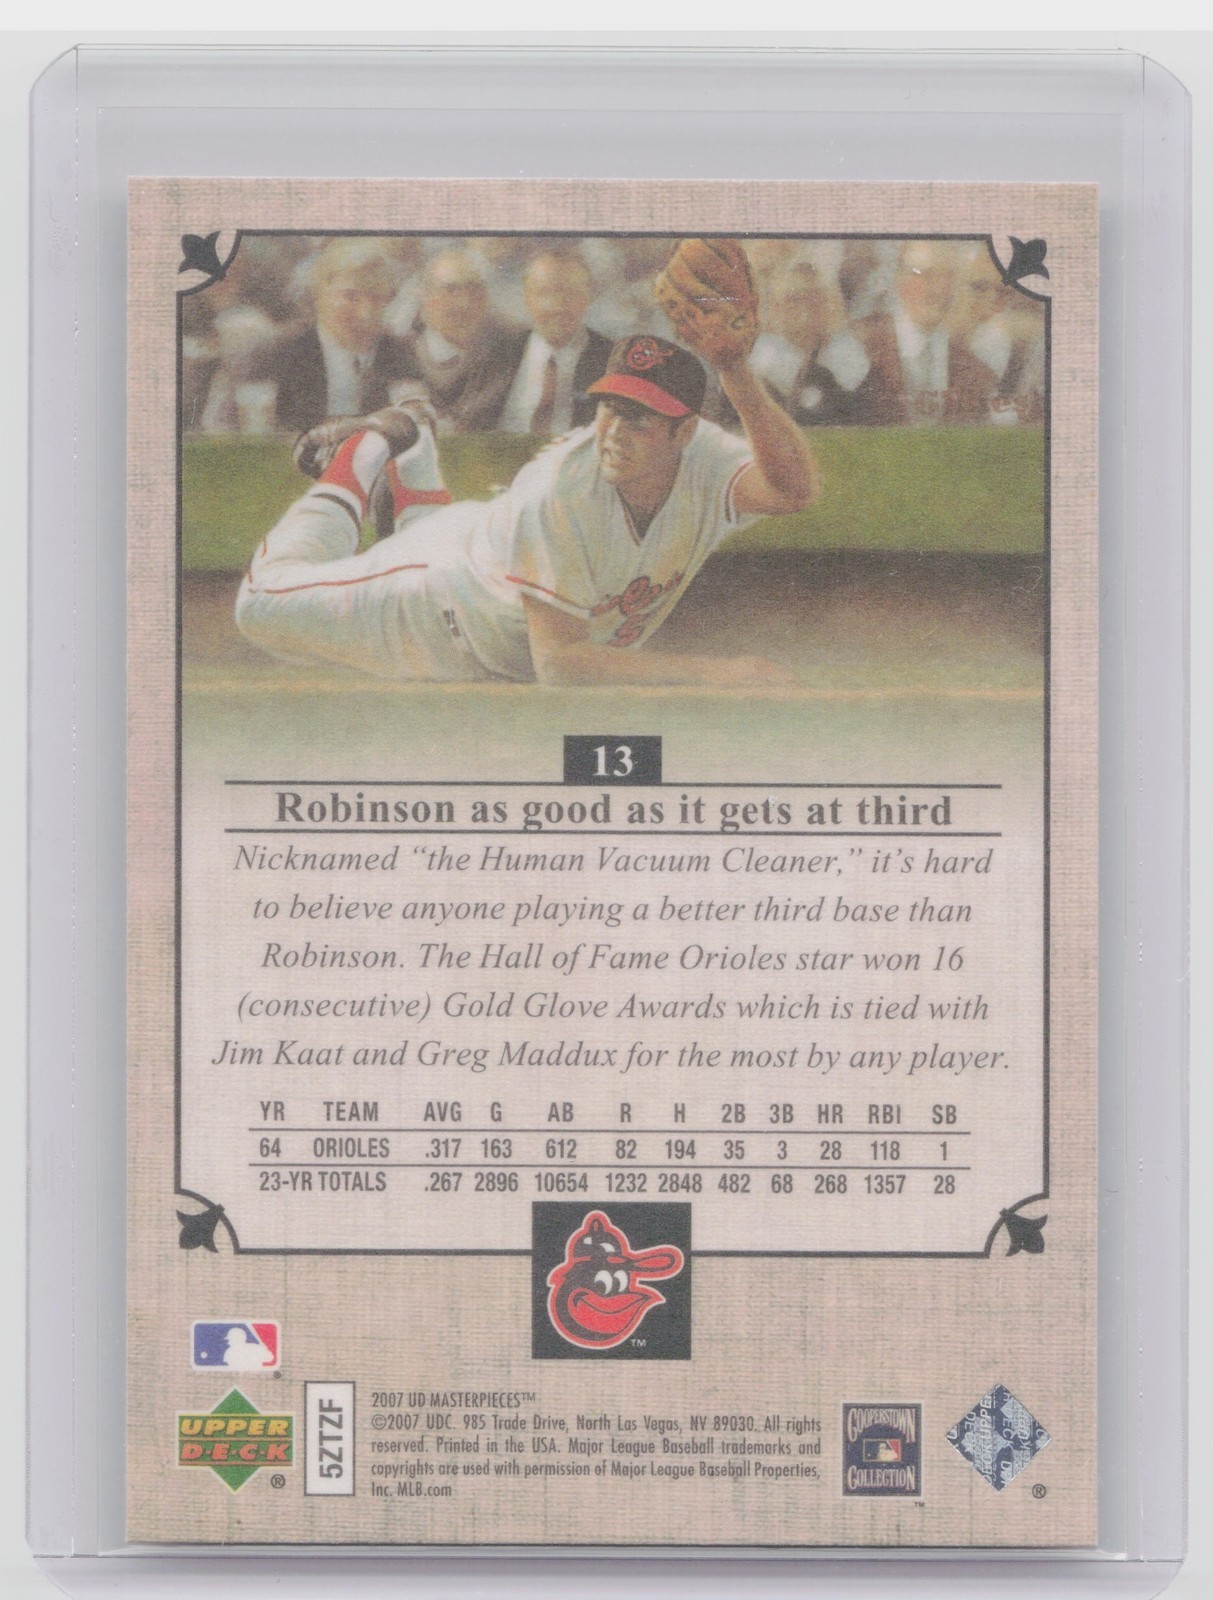 13
Robinson as good as it gets at third
Nicknamed “the Human Vacuum Cleaner,” it’s hard
to believe anyone playing a better third base than
Robinson. The Hall of Fame Orioles star won 16
(consecutive) Gold Glove Awards which is tied with
Jim Kaat and Greg Maddux for the most by any player.
YR TEAM AVG G AB R H 2B 3B HR RBI SB
64 ORIOLES .317 163 612 82 194 35 3 28 118 1
23-YR TOTALS .267 2896 10654 1232 2848 482 68 268 1357 28
TM
UPPER
D·E·C·K
®
5ZTZF
2007 UD MASTERPIECES™
©2007 UDC. 985 Trade Drive, North Las Vegas, NV 89030. All rights
reserved. Printed in the USA. Major League Baseball trademarks and
copyrights are used with permission of Major League Baseball Properties,
Inc. MLB.com
COOPERSTOWN
COLLECTION
TM
®